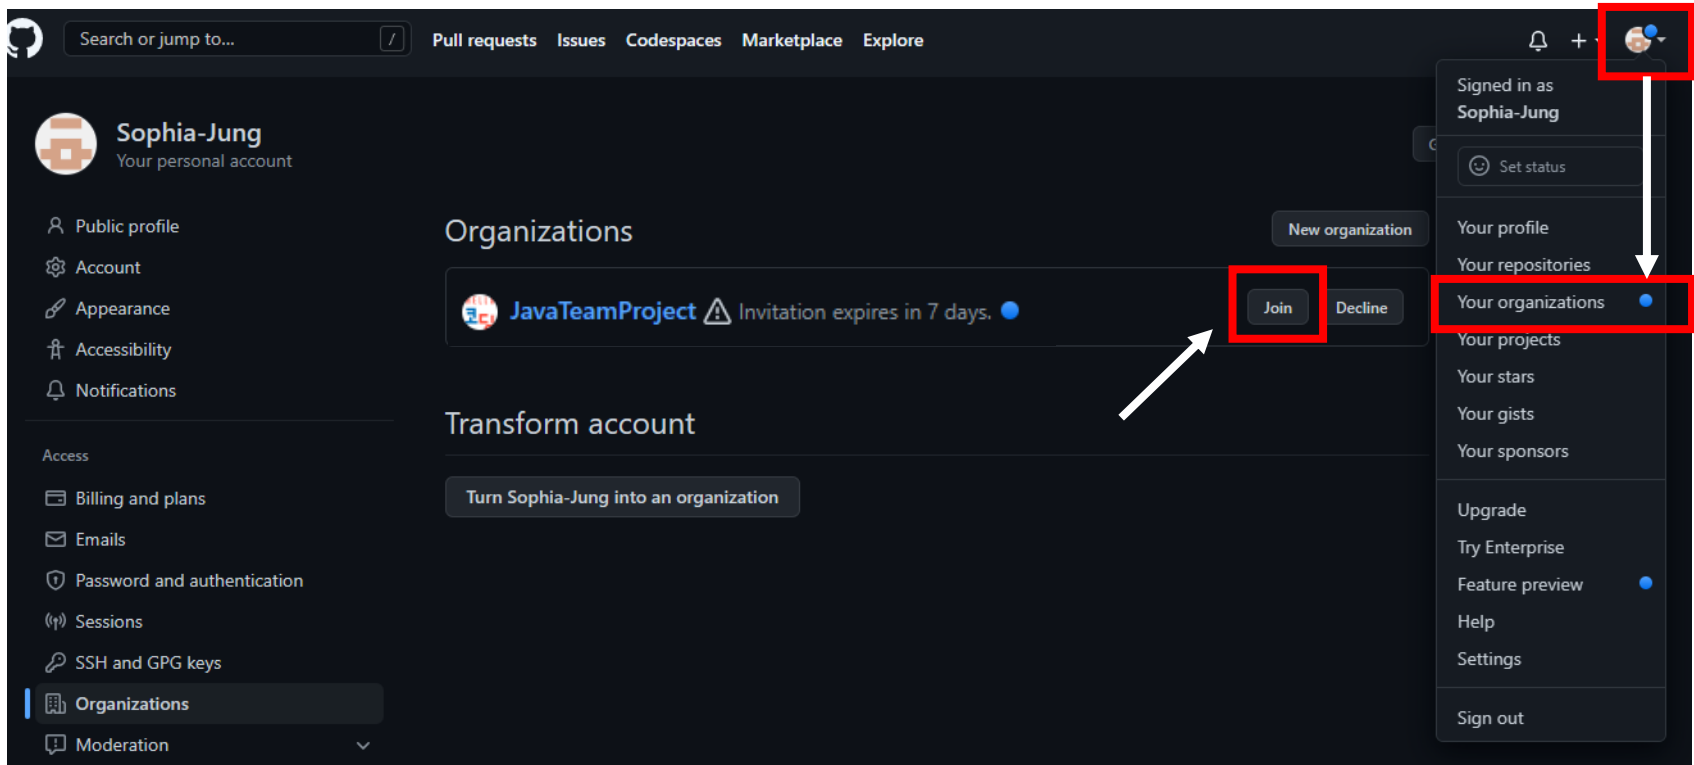 Search or jump to...
/
Pull requests
Issues
Codespaces
Marketplace
Explore
Sophia-Jung
Your personal account
Public profile
Account
Appearance
Accessibility
Notifications
Access
Billing and plans
Emails
Password and authentication
Sessions
SSH and GPG keys
Organizations
Moderation
Organizations
New organization
JavaTeamProject
Invitation expires in 7 days.
Join
Decline
Transform account
Turn Sophia-Jung into an organization
Signed in as
Sophia-Jung
Set status
Your profile
Your repositories
Your organizations
Your projects
Your stars
Your gists
Your sponsors
Upgrade
Try Enterprise
Feature preview
Help
Settings
Sign out